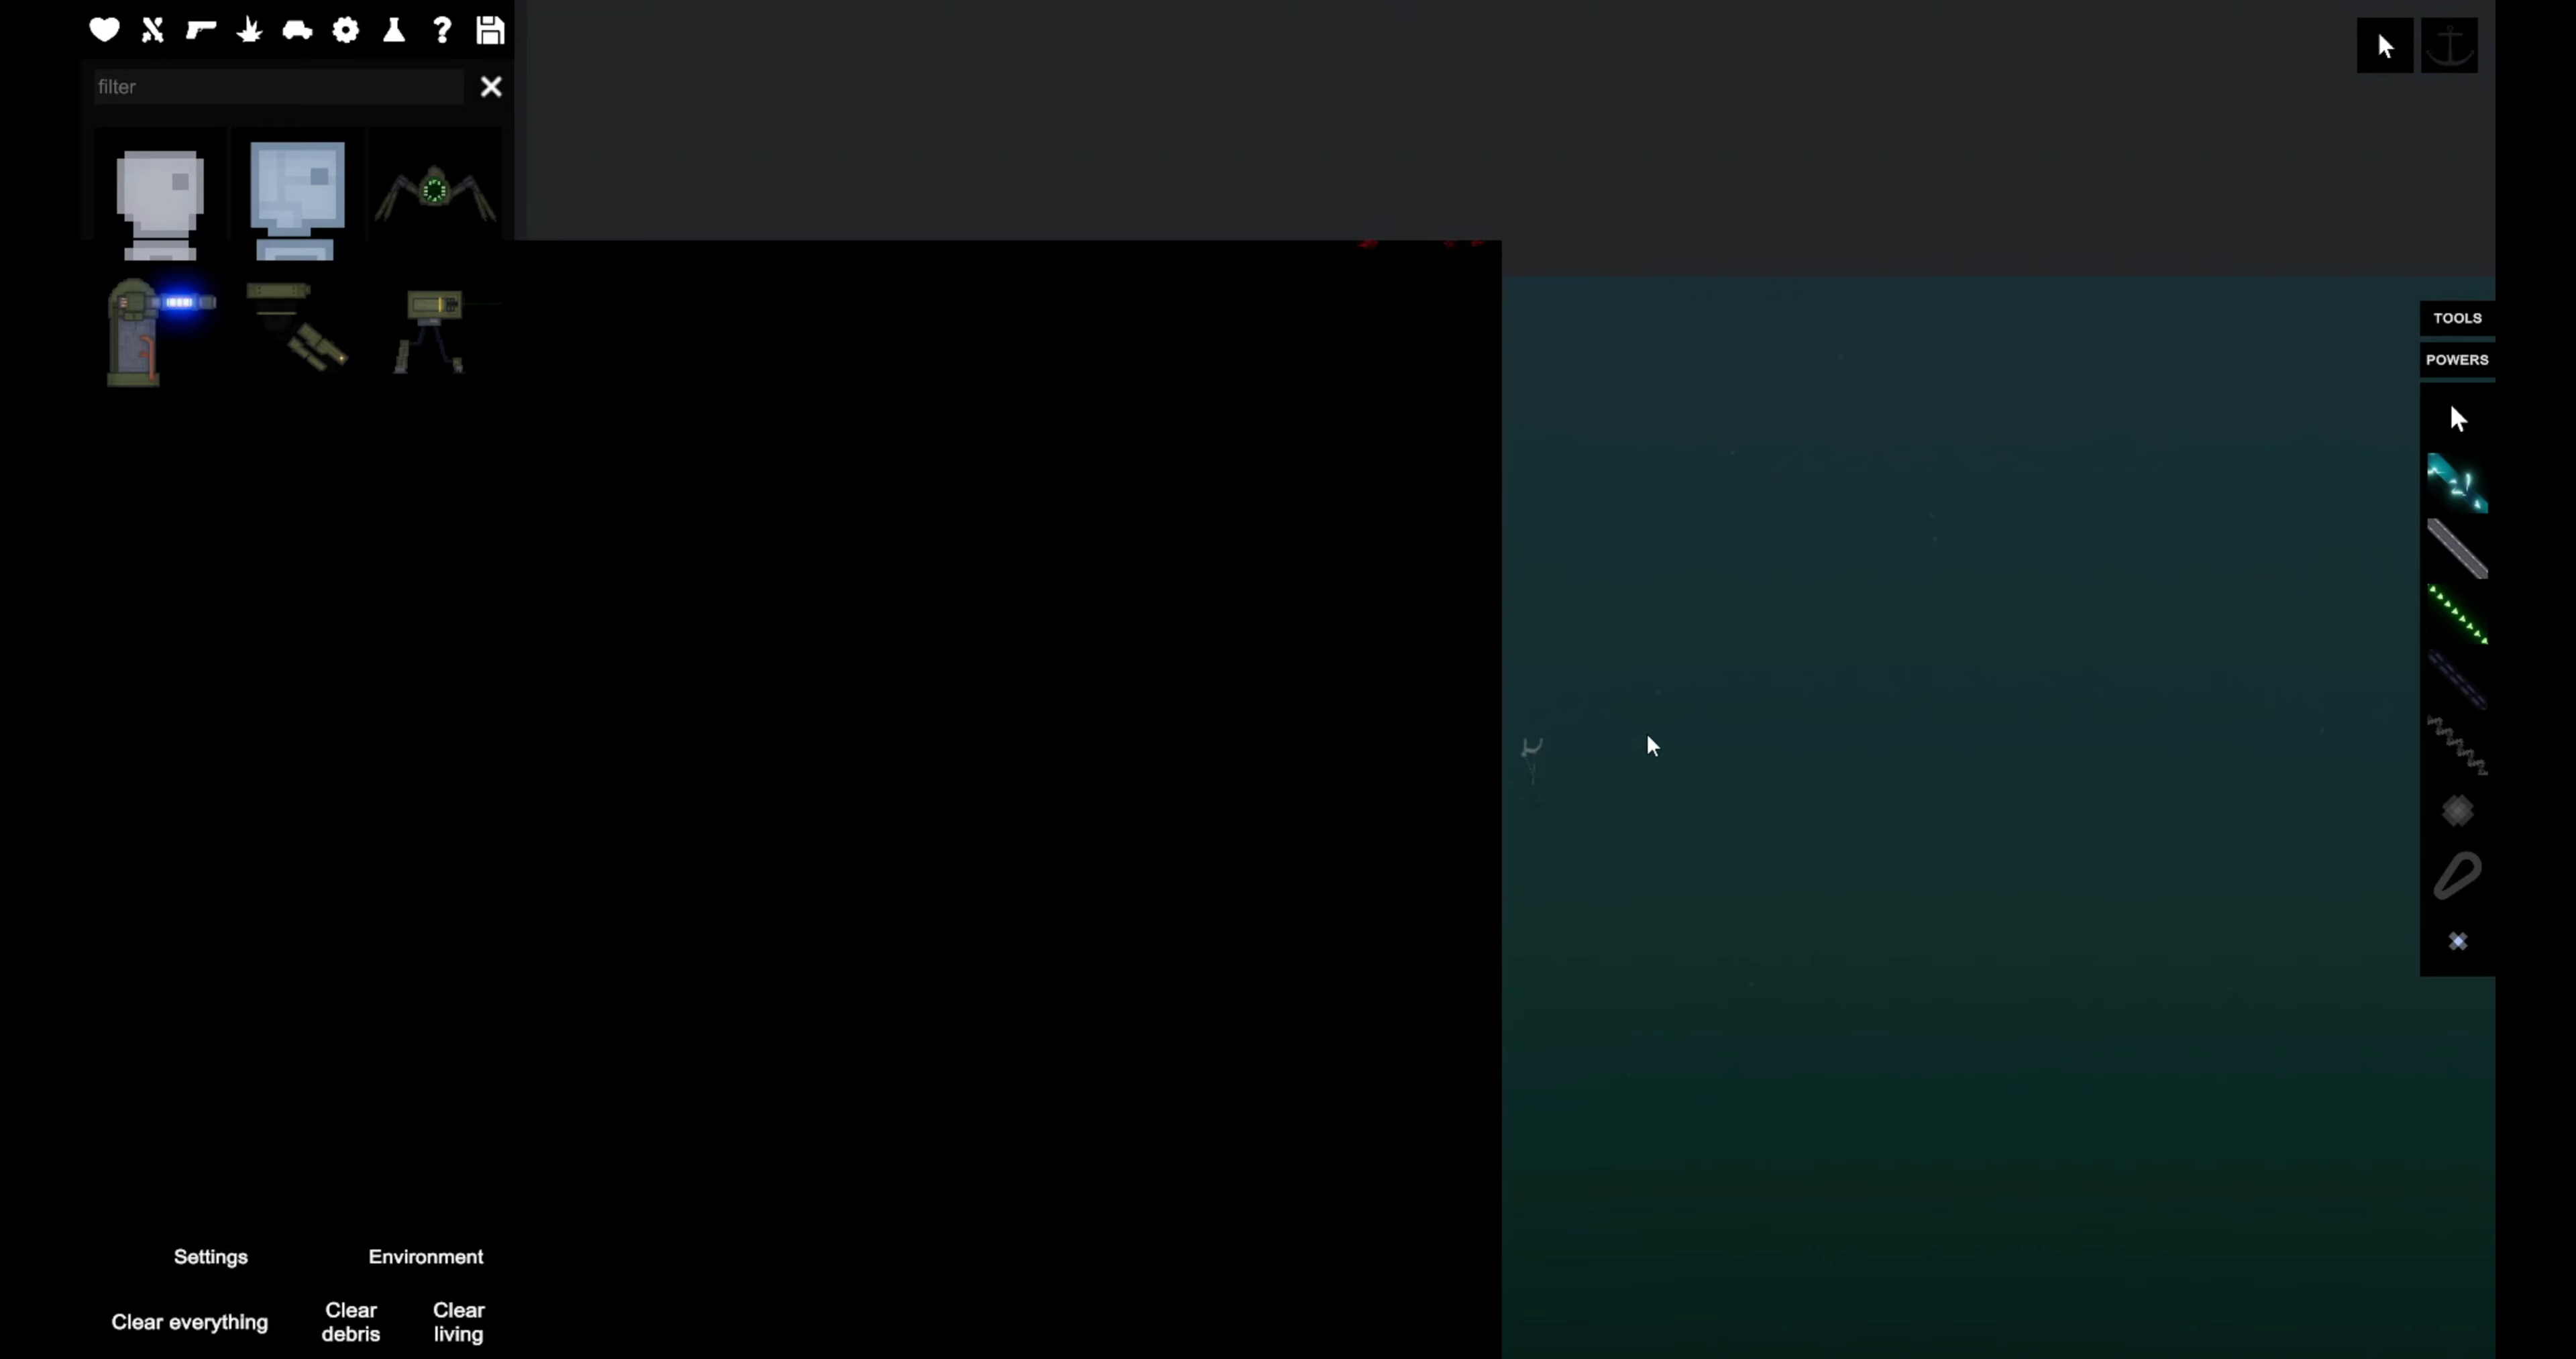 filter
TOOLS
POWERS
Settings
Environment
Clear everything
Clear
debris
Clear
living